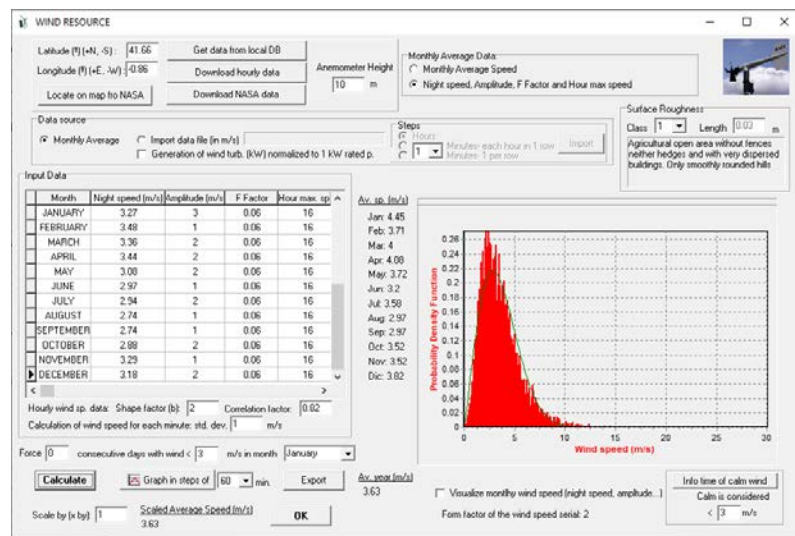 WIND RESOURCE
Latitude (º) (+N, -S) : 41.66
Get data from local DB
Longitude (º) (+E, -W) : -0.86
Download hourly data
Locate on map fro NASA
Download NASA data
Anemometer Height
10 m
Monthly Average Data:
Monthly Average Speed
Night speed, Amplitude, F Factor and Hour max speed
Surface Roughness
Class 1 Length 0.03 m
Agricultural open area without fences
neither hedges and with very dispersed
buildings. Only smoothly rounded hills
Data source
Monthly Average Import data file (in m/s)
Generation of wind turb. (kW) normalized to 1 kW rated p.
Steps
Hours
Minutes- each hour in 1 row
1 Minutes- 1 per row
Import
Input Data
Month Night speed (m/s) Amplitude (m/s F Factor Hour max. sp
JANUARY 3.27 3 0.06 16
FEBRUARY 3.48 1 0.06 16
MARCH 3.36 2 0.06 16
APRIL 3.44 2 0.06 16
MAY 3.08 2 0.06 16
JUNE 2.97 1 0.06 16
JULY 2.94 2 0.06 16
AUGUST 2.74 1 0.06 16
SEPTEMBER 2.74 1 0.06 16
OCTOBER 2.88 2 0.06 16
NOVEMBER 3.29 1 0.06 16
DECEMBER 3.18 2 0.06 16
Av. sp. (m/s)
Jan: 4.45
Feb: 3.71
Mar: 4
Apr: 4.08
May: 3.72
Jun: 3.2
Jul: 3.58
Aug: 2.97
Sep: 2.97
Oct: 3.52
Nov: 3.52
Dic: 3.82
Probability Density Function
0.26
0.24
0.22
0.2
0.18
0.16
0.14
0.12
0.1
0.08
0.06
0.04
0.02
0
0 5 10 15 20 25 30
Wind speed (m/s)
Hourly wind sp. data: Shape factor (b): 2 Correlation factor: 0.02
Calculation of wind speed for each minute: std. dev. 1 m/s
Force 0 consecutive days with wind < 3 m/s in month January
Calculate
Graph in steps of 60 min.
Export
Av. year(m/s)
3.63
Visualize montlhy wind speed (night speed, amplitude...)
Form factor of the wind speed serial: 2
Info time of calm wind
Calm is considered
< 3 m/s
Scale by (x by): 1
Scaled Average Speed (m/s)
3.63
OK